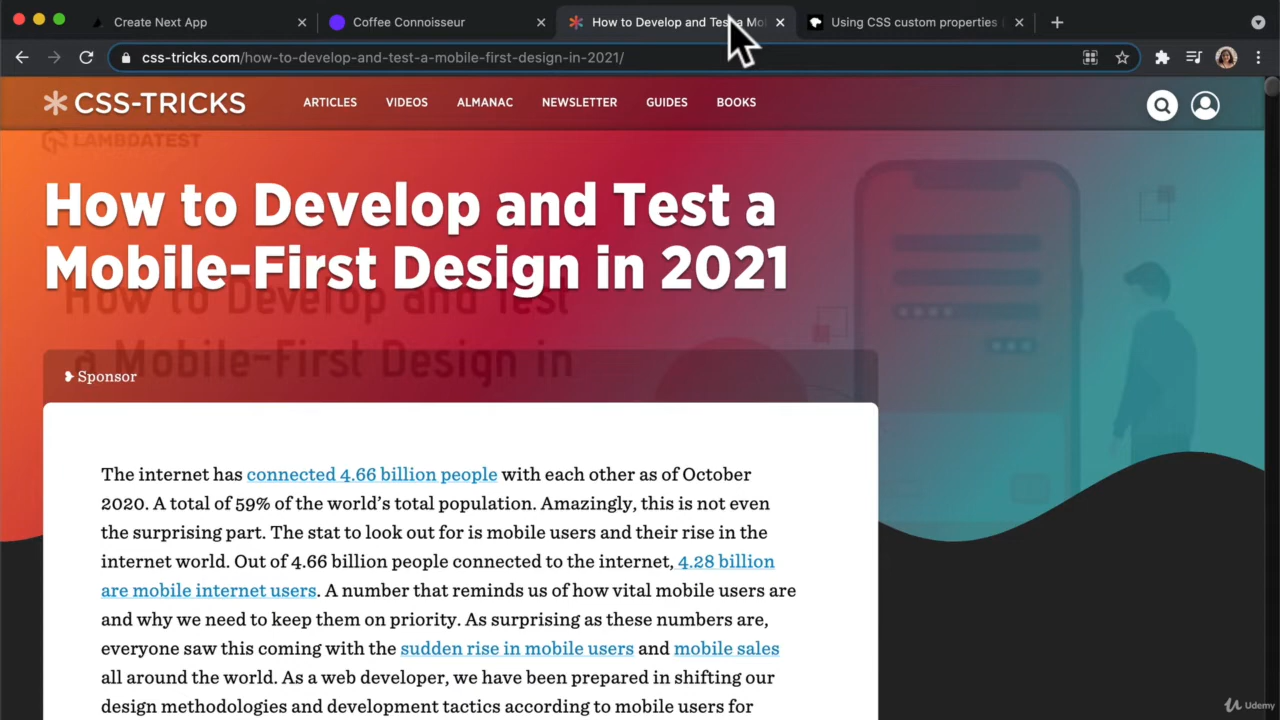 Create Next App
Coffee Connoisseur
How to Develop and Test a Mo
Using CSS custom properties
css-tricks.com/how-to-develop-and-test-a-mobile-first-design-in-2021/
CSS-TRICKS
ARTICLES VIDEOS ALMANAC NEWSLETTER GUIDES BOOKS
LAMBDATEST
How to Develop and Test a
Mobile-First Design in 2021
How to Develop and Test
a Mobile-First Design in
Sponsor
The internet has connected 4.66 billion people with each other as of October
2020. A total of 59% of the world’s total population. Amazingly, this is not even
the surprising part. The stat to look out for is mobile users and their rise in the
internet world. Out of 4.66 billion people connected to the internet, 4.28 billion
are mobile internet users. A number that reminds us of how vital mobile users are
and why we need to keep them on priority. As surprising as these numbers are,
everyone saw this coming with the sudden rise in mobile users and mobile sales
all around the world. As a web developer, we have been prepared in shifting our
design methodologies and development tactics according to mobile users for
Udemy